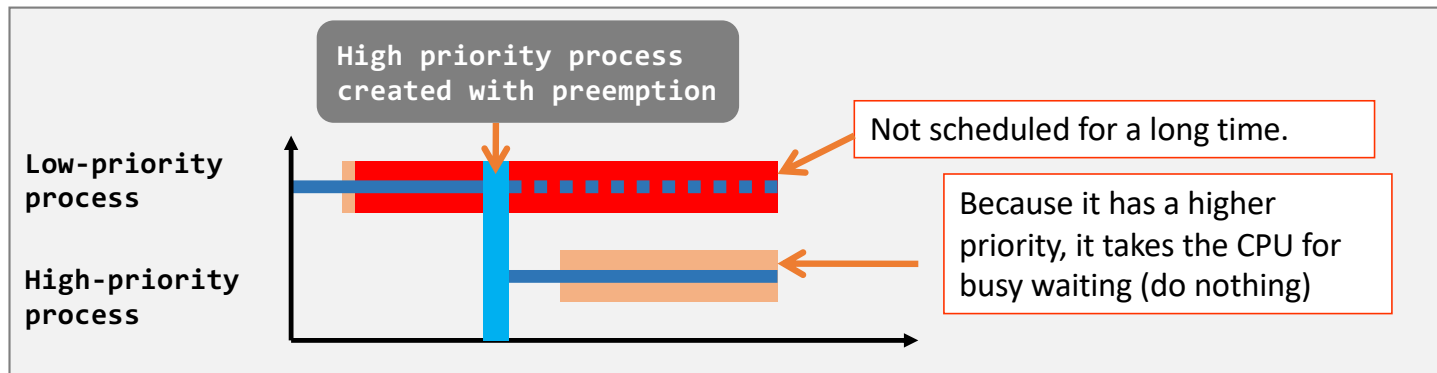 High priority process
created with preemption
Not scheduled for a long time.
Low-priority
process
Because it has a higher
priority, it takes the CPU for
busy waiting (do nothing)
High-priority
process